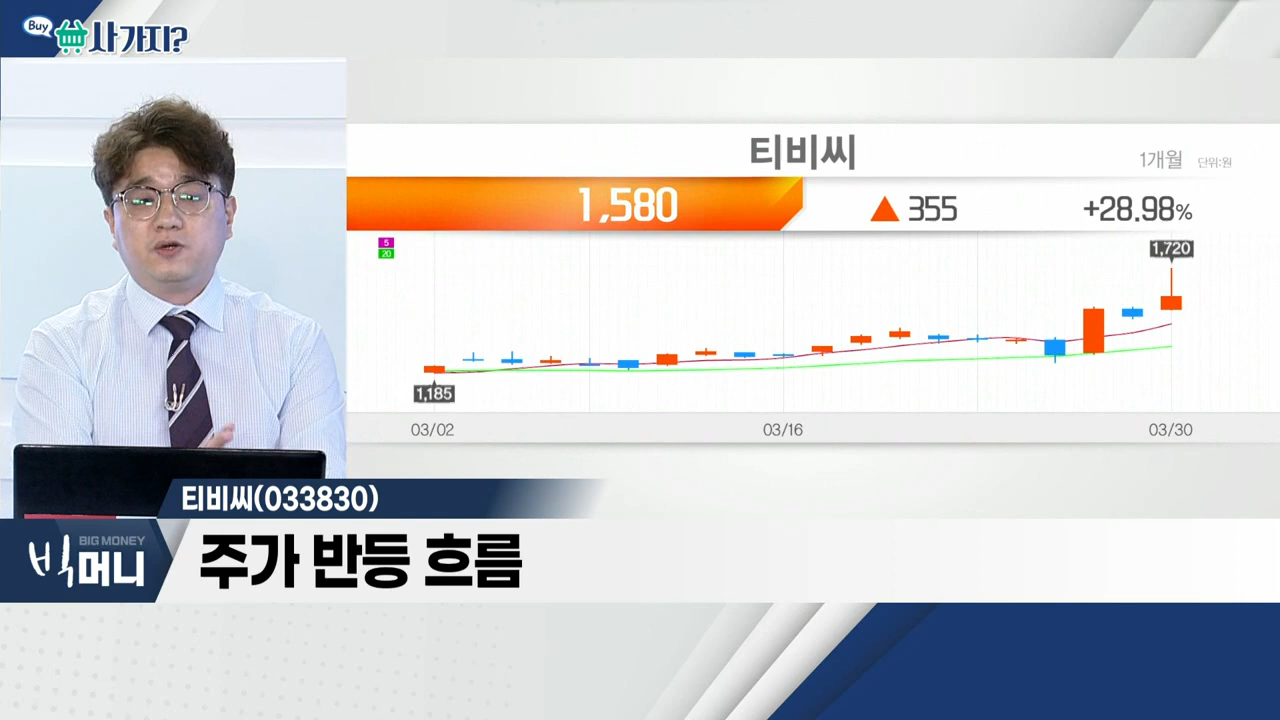 Buy
사가지?
티비씨
1개월 단위:원
1,580 ▲ 355 +28.98%
5
20
1,720
1,185
03/02 03/16 03/30
티비씨(033830)
BIG MONEY
빅머니
주가 반등 흐름